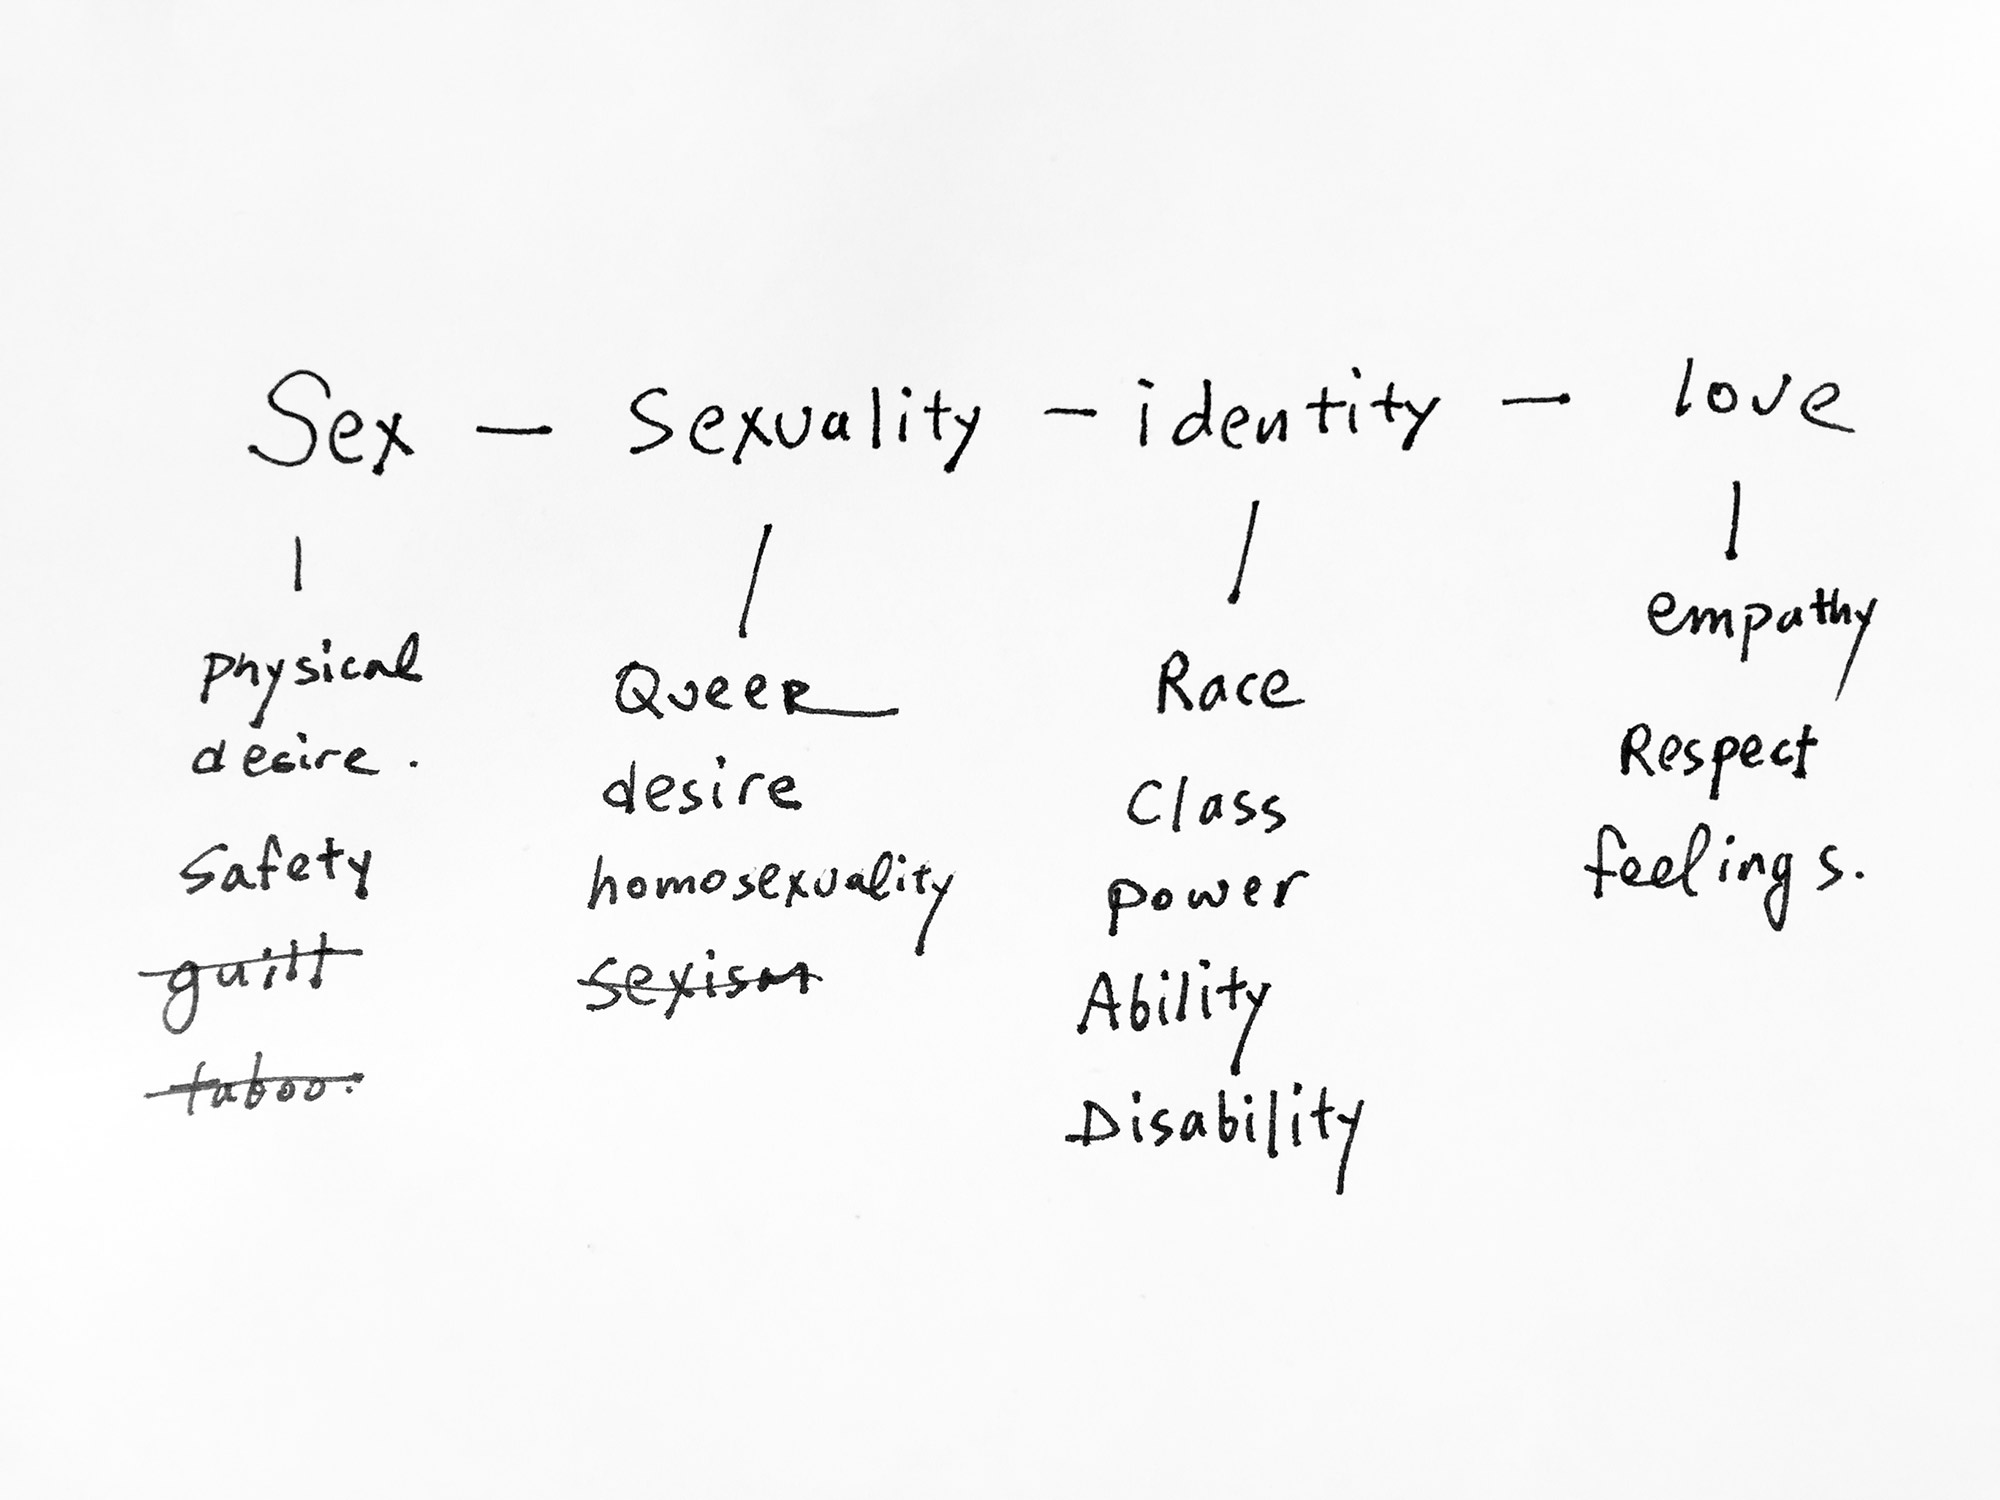 Sex – Sexuality – identity – love
physical
desire.
Safety
guilt
taboo.
Queer
desire
homosexuality
sexism
Race
Class
power
Ability
Disability
empathy
Respect
feelings.